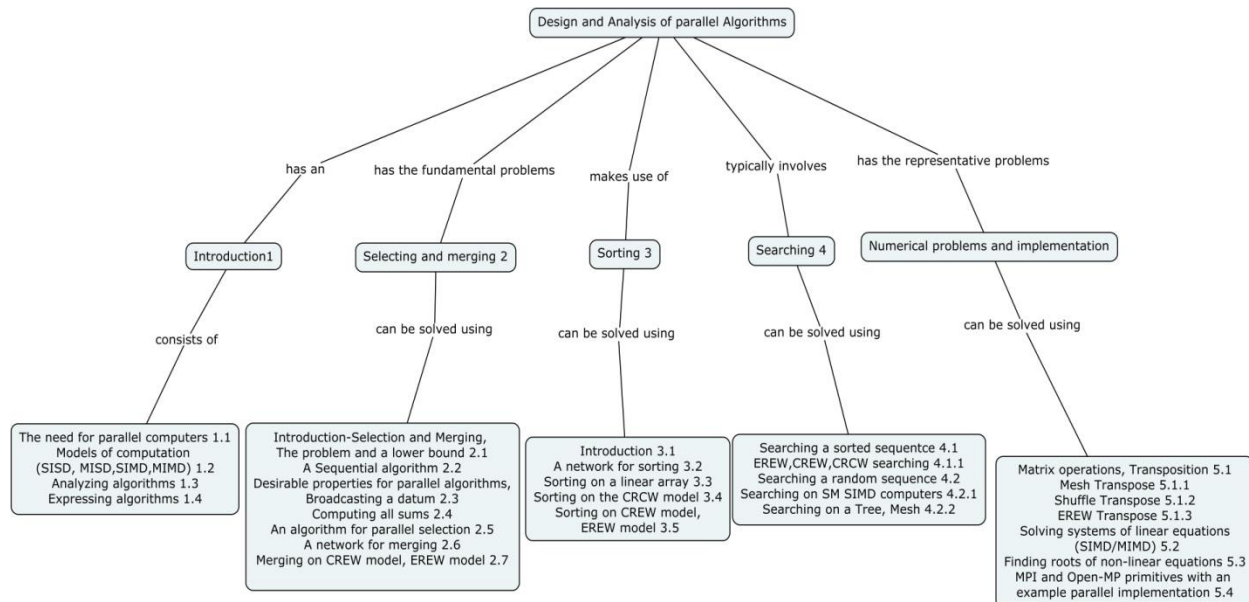 Design and Analysis of parallel Algorithms
has an
has the fundamental problems
makes use of
typically involves
has the representative problems
Introduction1
Selecting and merging 2
Sorting 3
Searching 4
Numerical problems and implementation
consists of
can be solved using
can be solved using
can be solved using
can be solved using
The need for parallel computers 1.1
Models of computation
(SISD, MISD,SIMD,MIMD) 1.2
Analyzing algorithms 1.3
Expressing algorithms 1.4
Introduction-Selection and Merging,
The problem and a lower bound 2.1
A Sequential algorithm 2.2
Desirable properties for parallel algorithms,
Broadcasting a datum 2.3
Computing all sums 2.4
An algorithm for parallel selection 2.5
A network for merging 2.6
Merging on CREW model, EREW model 2.7
Introduction 3.1
A network for sorting 3.2
Sorting on a linear array 3.3
Sorting on the CRCW model 3.4
Sorting on CREW model,
EREW model 3.5
Searching a sorted sequentce 4.1
EREW,CREW,CRCW searching 4.1.1
Searching a random sequence 4.2
Searching on SM SIMD computers 4.2.1
Searching on a Tree, Mesh 4.2.2
Matrix operations, Transposition 5.1
Mesh Transpose 5.1.1
Shuffle Transpose 5.1.2
EREW Transpose 5.1.3
Solving systems of linear equations
(SIMD/MIMD) 5.2
Finding roots of non-linear equations 5.3
MPI and Open-MP primitives with an
example parallel implementation 5.4